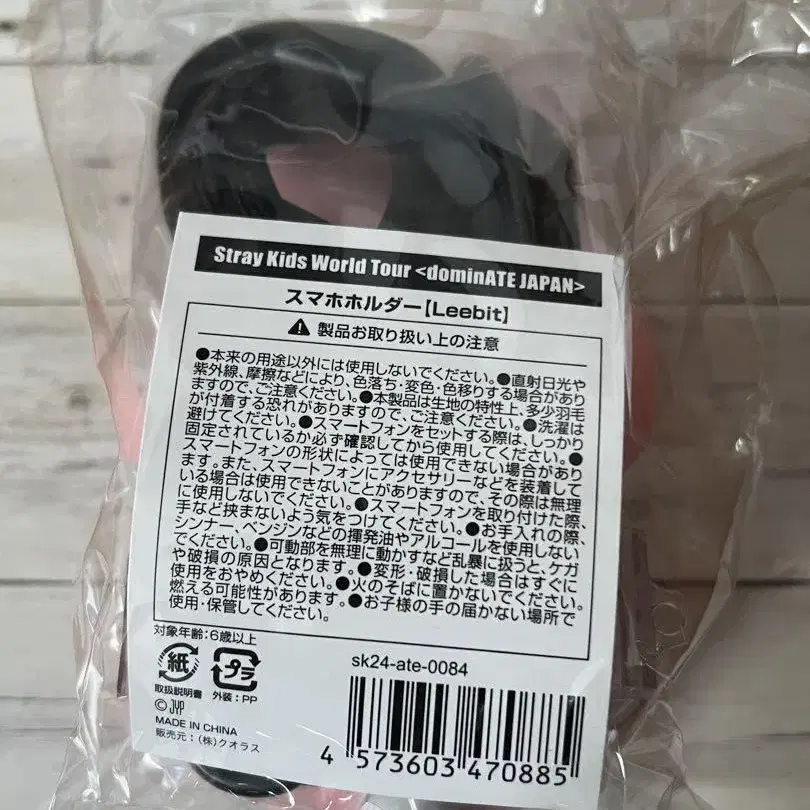 Stray Kids World Tour <dominATE JAPAN>
スマホホルダー【Leebit】
⚠ 製品お取り扱い上の注意
●本来の用途以外には使用しないでください。●直射日光や
紫外線、摩擦などにより、色落ち・変色・色移りする場合があり
ますので、ご注意ください。●本製品は生地の特性上、多少羽毛
が付着する恐れがありますので、ご注意ください。●洗濯は
避けてください。●スマートフォンをセットする際は、しっかり
固定されているか必ず確認してから使用してください。●
スマートフォンの形状によっては使用できない場合があり
ます。また、スマートフォンにアクセサリーなどを装着して
いる場合は使用できないことがありますので、その際は無理
に使用しないでください。●スマートフォンを取り付けた際、
手など挟まないよう気をつけてください。●お手入れの際、
シンナー、ベンジンなどの揮発油やアルコールを使用しない
でください。●可動部を無理に動かすなど乱暴に扱うと、ケガ
や破損の原因となります。●変形・破損した場合はすぐに
使用をおやめください。●火のそばに置かないでください。
燃える可能性があります。●お子様の手の届かない場所で
使用・保管してください。
対象年齢:6歳以上
紙 プラ
取扱説明書 外装:PP
© JYP
MADE IN CHINA
販売元:(株)クオラス
sk24-ate-0084
4 573603 470885